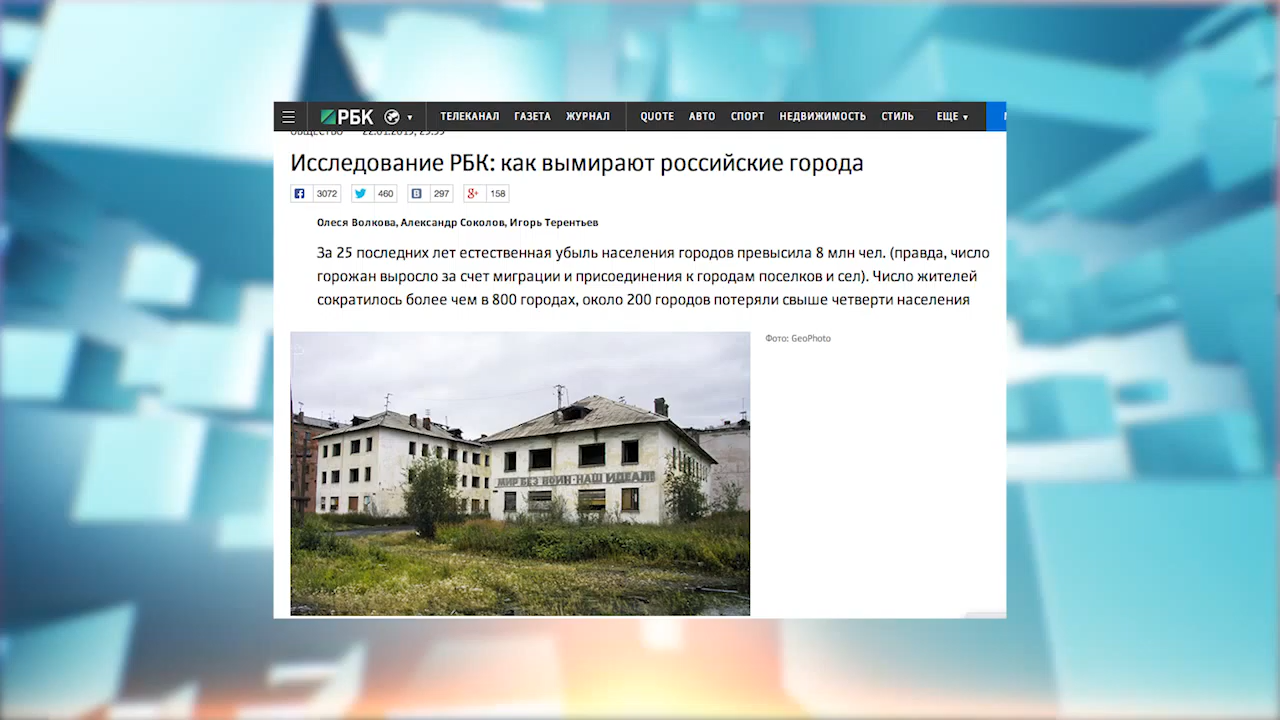 РБК
ТЕЛЕКАНАЛ ГАЗЕТА ЖУРНАЛ QUOTE АВТО СПОРТ НЕДВИЖИМОСТЬ СТИЛЬ ЕЩЕ
Исследование РБК: как вымирают российские города
3072 460 297 158
Олеся Волкова, Александр Соколов, Игорь Терентьев
За 25 последних лет естественная убыль населения городов превысила 8 млн чел. (правда, число
горожан выросло за счет миграции и присоединения к городам поселков и сел). Число жителей
сократилось более чем в 800 городах, около 200 городов потеряли свыше четверти населения
Фото: GeoPhoto
МИР БЕЗ ВОЙН-НАШ ИДЕАЛ!